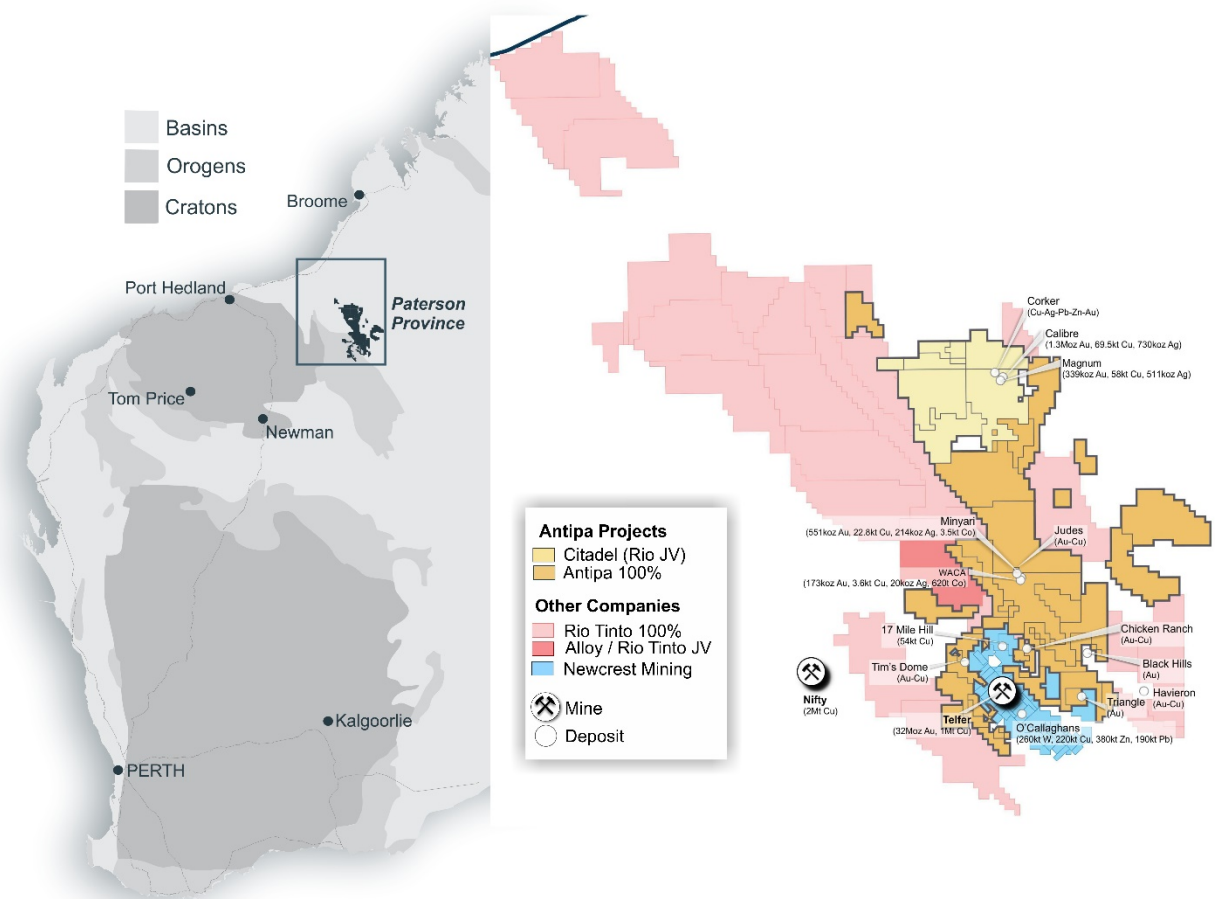 Basins
Orogens
Cratons
Broome
Port Hedland
Paterson
Province
Tom Price
Newman
Kalgoorlie
PERTH
Antipa Projects
Citadel (Rio JV)
Antipa 100%
Other Companies
Rio Tinto 100%
Alloy / Rio Tinto JV
Newcrest Mining
Mine
Deposit
Corker
(Cu-Ag-Pb-Zn-Au)
Calibre
(1.3Moz Au, 69.5kt Cu, 730koz Ag)
Magnum
(339koz Au, 58kt Cu, 511koz Ag)
Minyari
(551koz Au, 22.8kt Cu, 214koz Ag, 3.5kt Co)
Judes
(Au-Cu)
WACA
(173koz Au, 3.6kt Cu, 20koz Ag, 620t Co)
17 Mile Hill
(54kt Cu)
Chicken Ranch
(Au-Cu)
Tim's Dome
(Au-Cu)
Black Hills
(Au)
Nifty
(2Mt Cu)
Havieron
(Au-Cu)
Triangle
(Au)
Telfer
(32Moz Au, 1Mt Cu)
O'Callaghans
(260kt W, 220kt Cu, 380kt Zn, 190kt Pb)